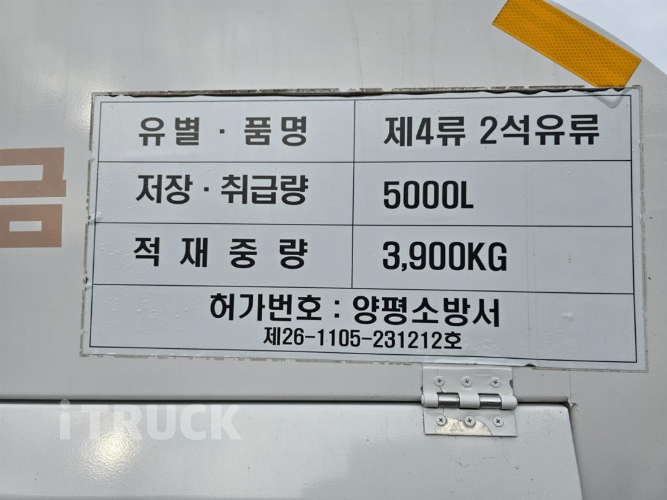 금
유별 · 품명 제4류 2석유류
저장 · 취급량 5000L
적재중량 3,900KG
허가번호 : 양평소방서
제26-1105-231212호
iTRUCK